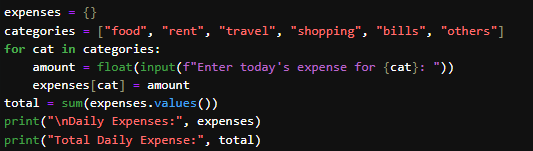 expenses = {}
categories = ["food", "rent", "travel", "shopping", "bills", "others"]
for cat in categories:
    amount = float(input(f"Enter today's expense for {cat}: "))
    expenses[cat] = amount
total = sum(expenses.values())
print("\nDaily Expenses:", expenses)
print("Total Daily Expense:", total)